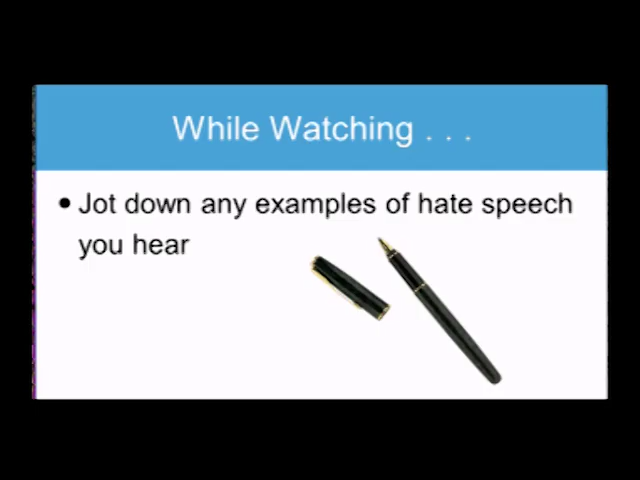 While Watching . . .
• Jot down any examples of hate speech
you hear